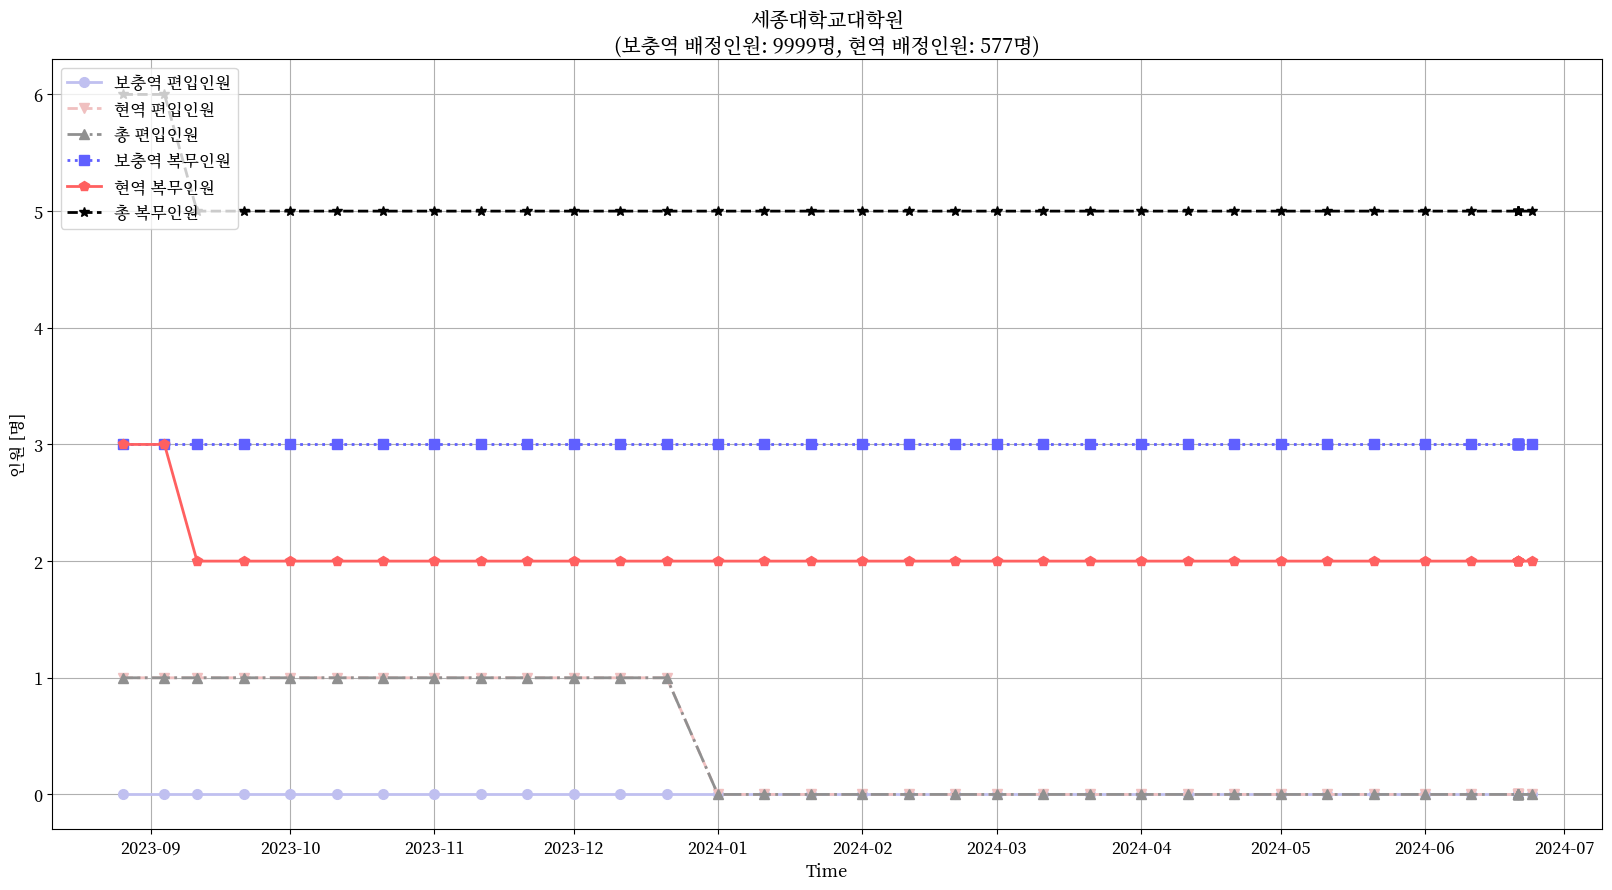 세종대학교대학원
(보충역 배정인원: 9999명, 현역 배정인원: 577명)
보충역 편입인원
현역 편입인원
총 편입인원
보충역 복무인원
현역 복무인원
총 복무인원
6
5
4
3
2
1
0
인원 [명]
2023-09 2023-10 2023-11 2023-12 2024-01 2024-02 2024-03 2024-04 2024-05 2024-06 2024-07
Time